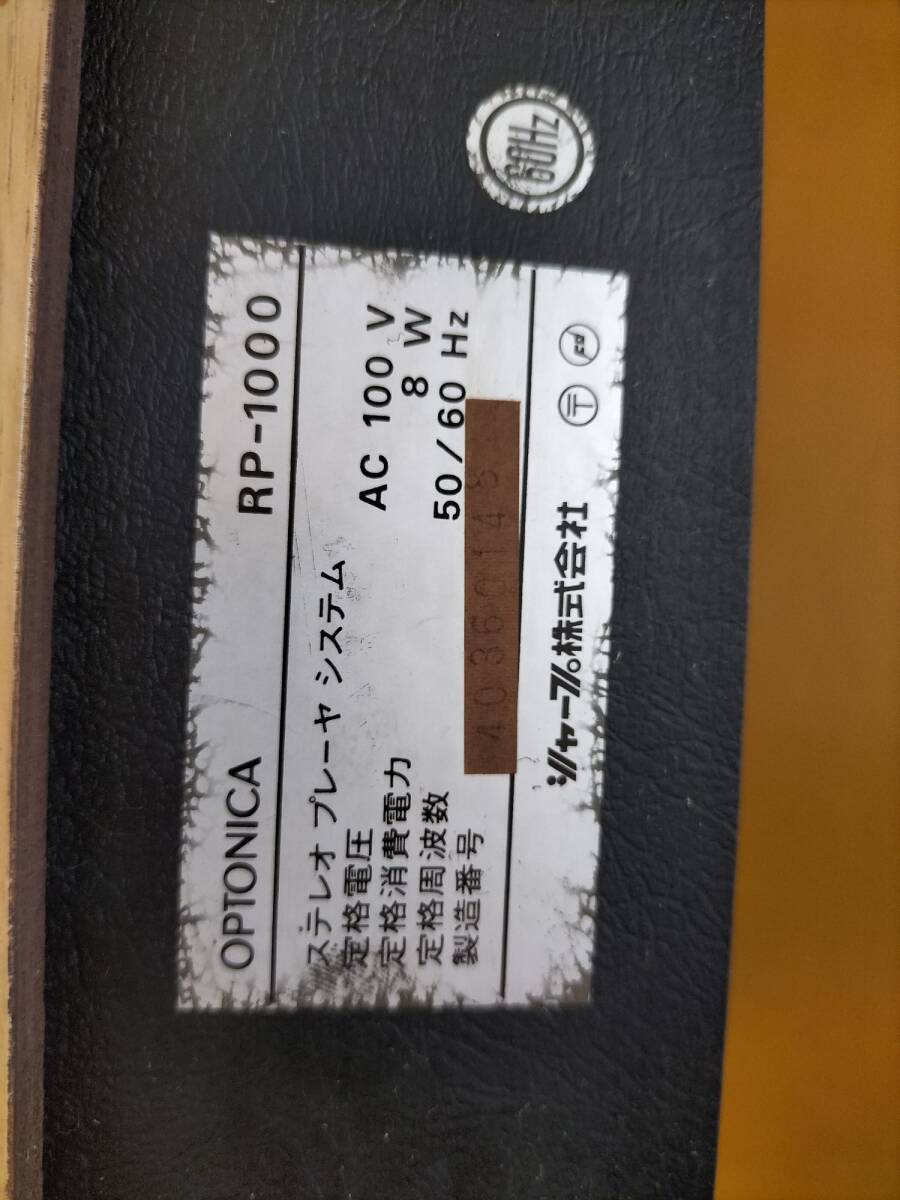 60Hz
OPTONICA RP-1000
ステレオ プレーヤ システム
定格電圧 AC 100 V
定格消費電力 8 W
定格周波数 50/60 Hz
製造番号
シャープ株式会社 〒